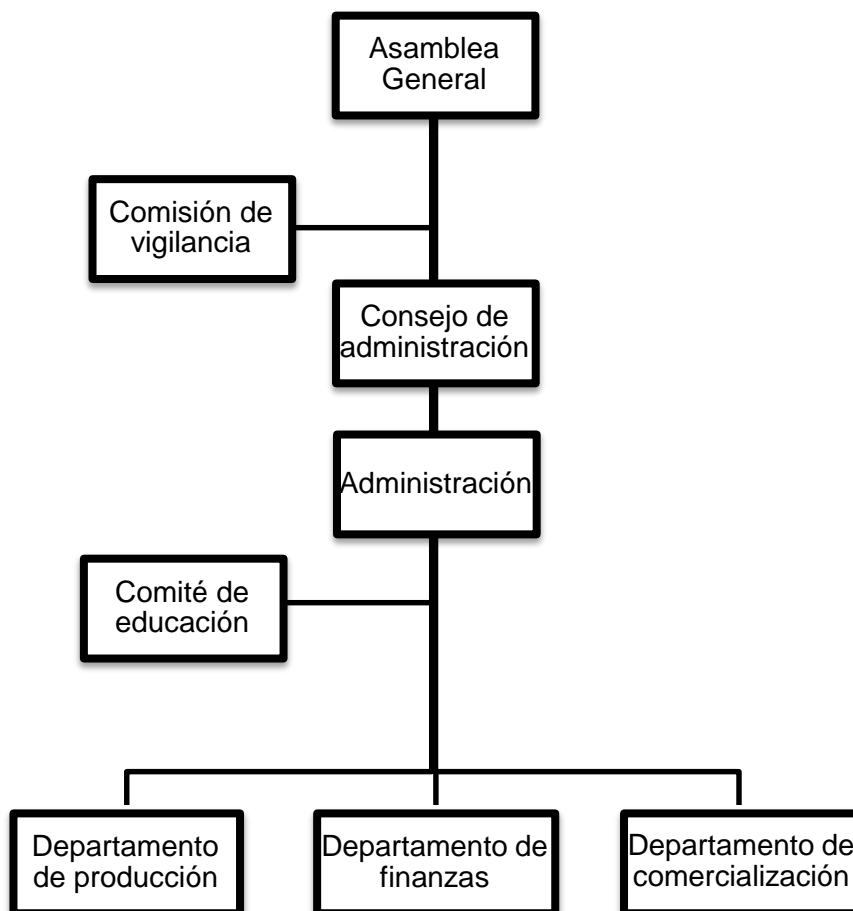 Asamblea
General
Comisión de
vigilancia
Consejo de
administración
Administración
Comité de
educación
Departamento
de producción
Departamento de
finanzas
Departamento de
comercialización